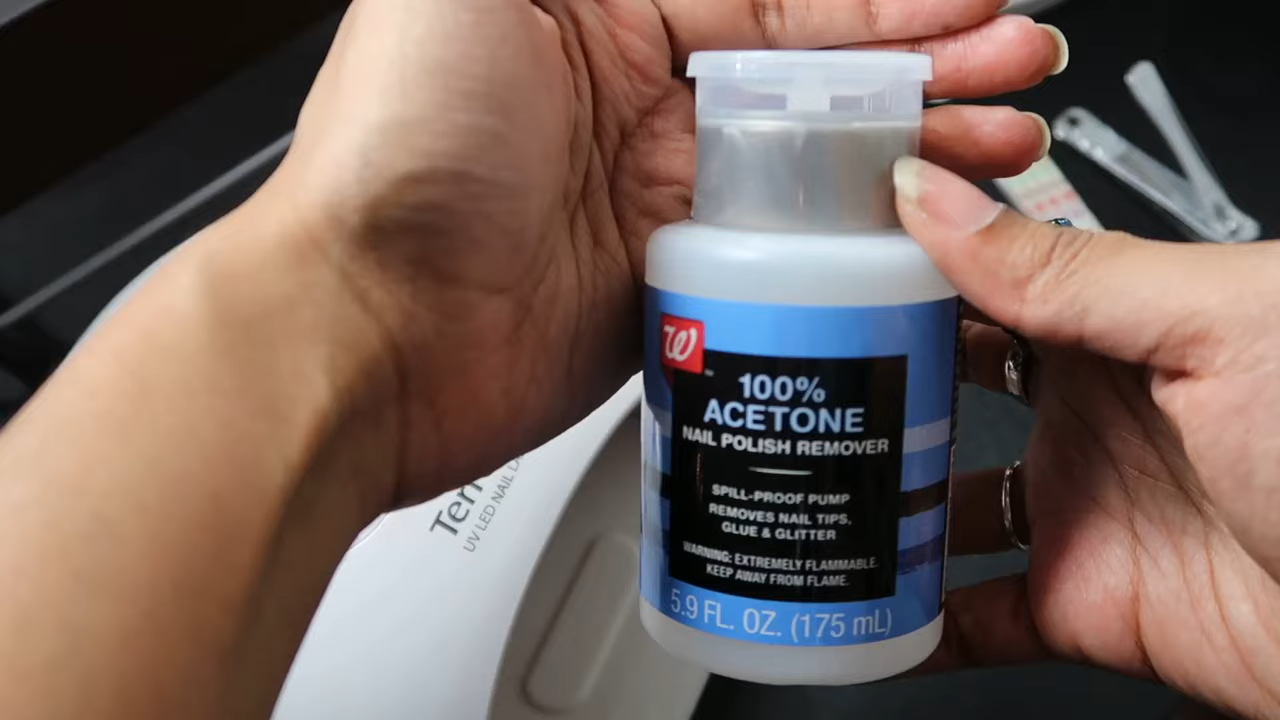 W
100%
ACETONE
NAIL POLISH REMOVER
SPILL-PROOF PUMP
REMOVES NAIL TIPS,
GLUE & GLITTER
WARNING: EXTREMELY FLAMMABLE.
KEEP AWAY FROM FLAME.
5.9 FL. OZ. (175 mL)
UV LED NAIL